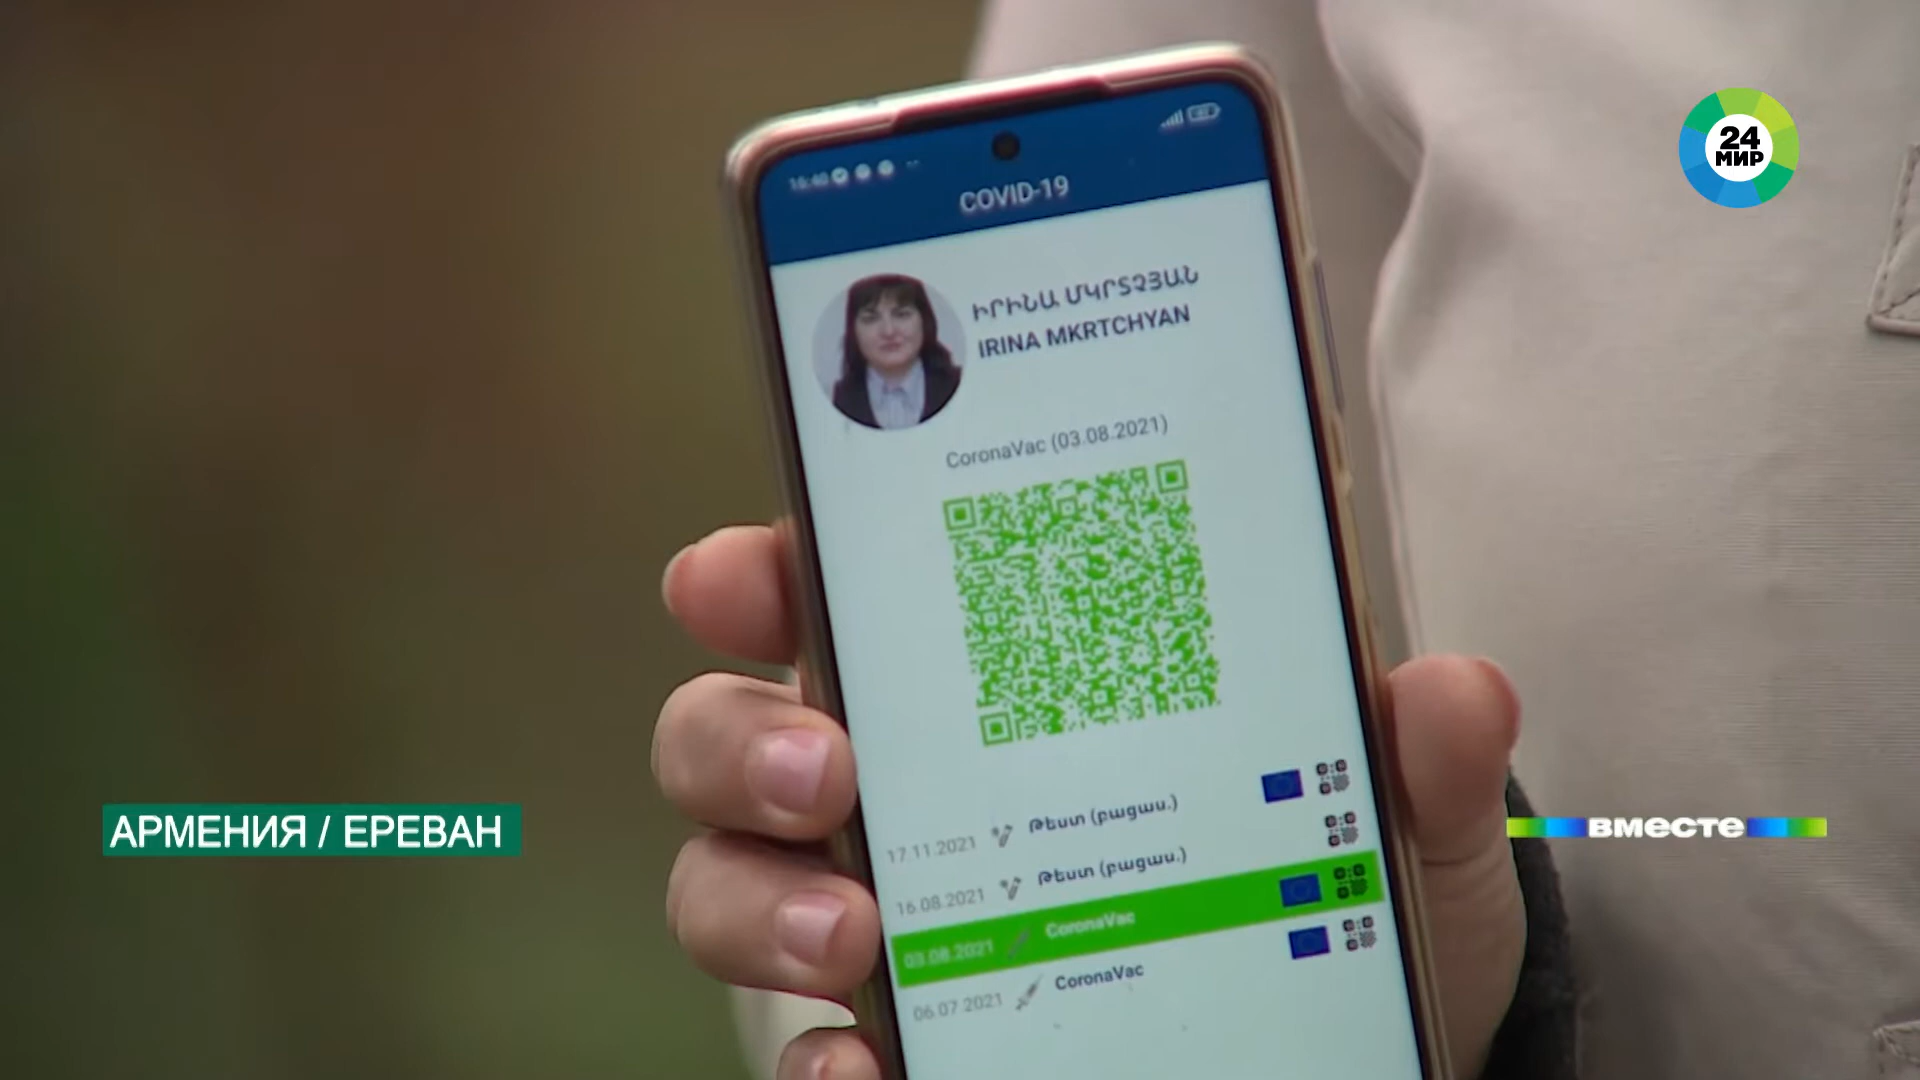 24
МИР
COVID-19
ԻՐԻՆԱ ՄԿՐՏՉՅԱՆ
IRINA MKRTCHYAN
CoronaVac (03.08.2021)
17.11.2021 Թեստ (բացաս.)
16.08.2021 Թեստ (բացաս.)
03.08.2021 CoronaVac
06.07.2021 CoronaVac
АРМЕНИЯ / ЕРЕВАН
вместе